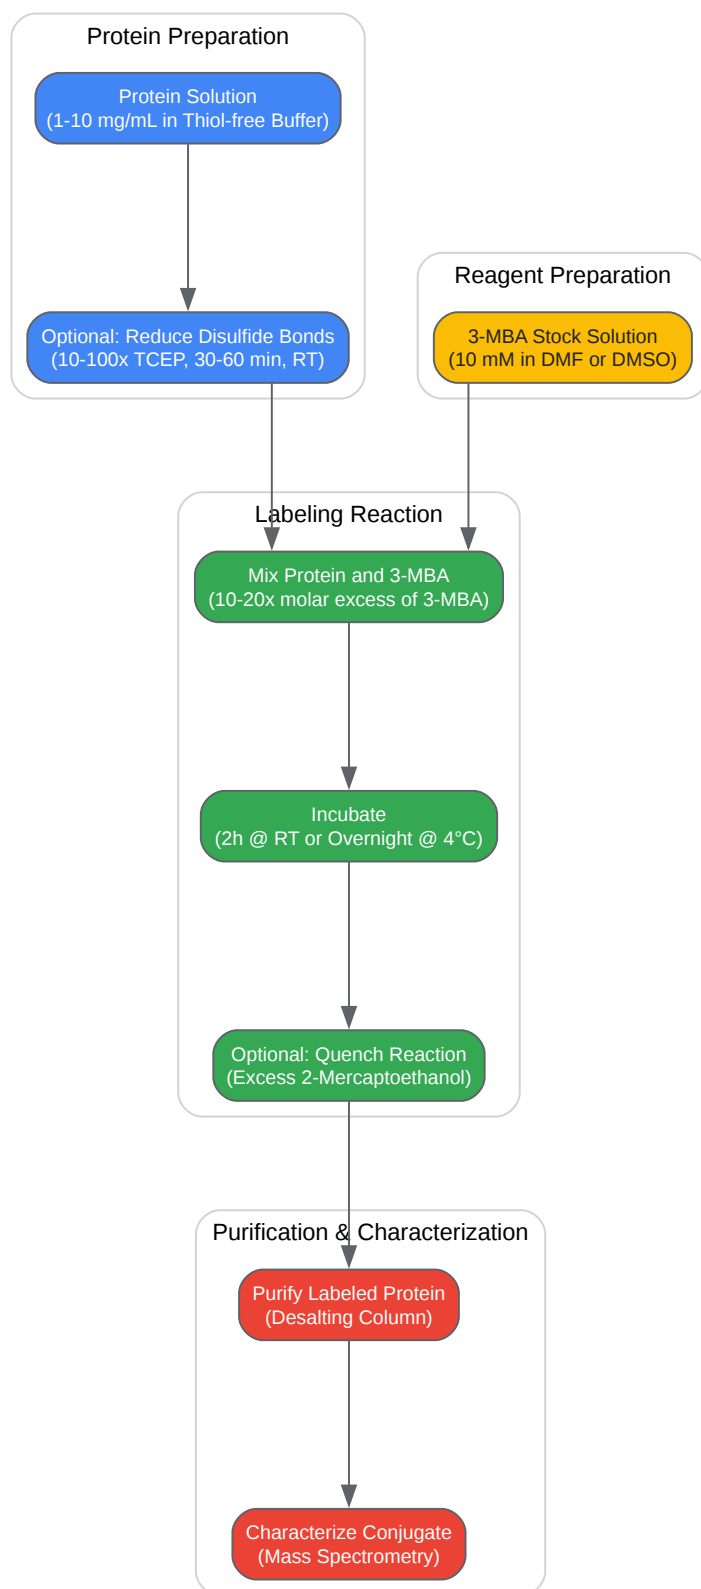 Protein Preparation
Protein Solution
(1-10 mg/mL in Thiol-free Buffer)
Optional: Reduce Disulfide Bonds
(10-100x TCEP, 30-60 min, RT)
Reagent Preparation
3-MBA Stock Solution
(10 mM in DMF or DMSO)
Labeling Reaction
Mix Protein and 3-MBA
(10-20x molar excess of 3-MBA)
Incubate
(2h @ RT or Overnight @ 4°C)
Optional: Quench Reaction
(Excess 2-Mercaptoethanol)
Purification & Characterization
Purify Labeled Protein
(Desalting Column)
Characterize Conjugate
(Mass Spectrometry)